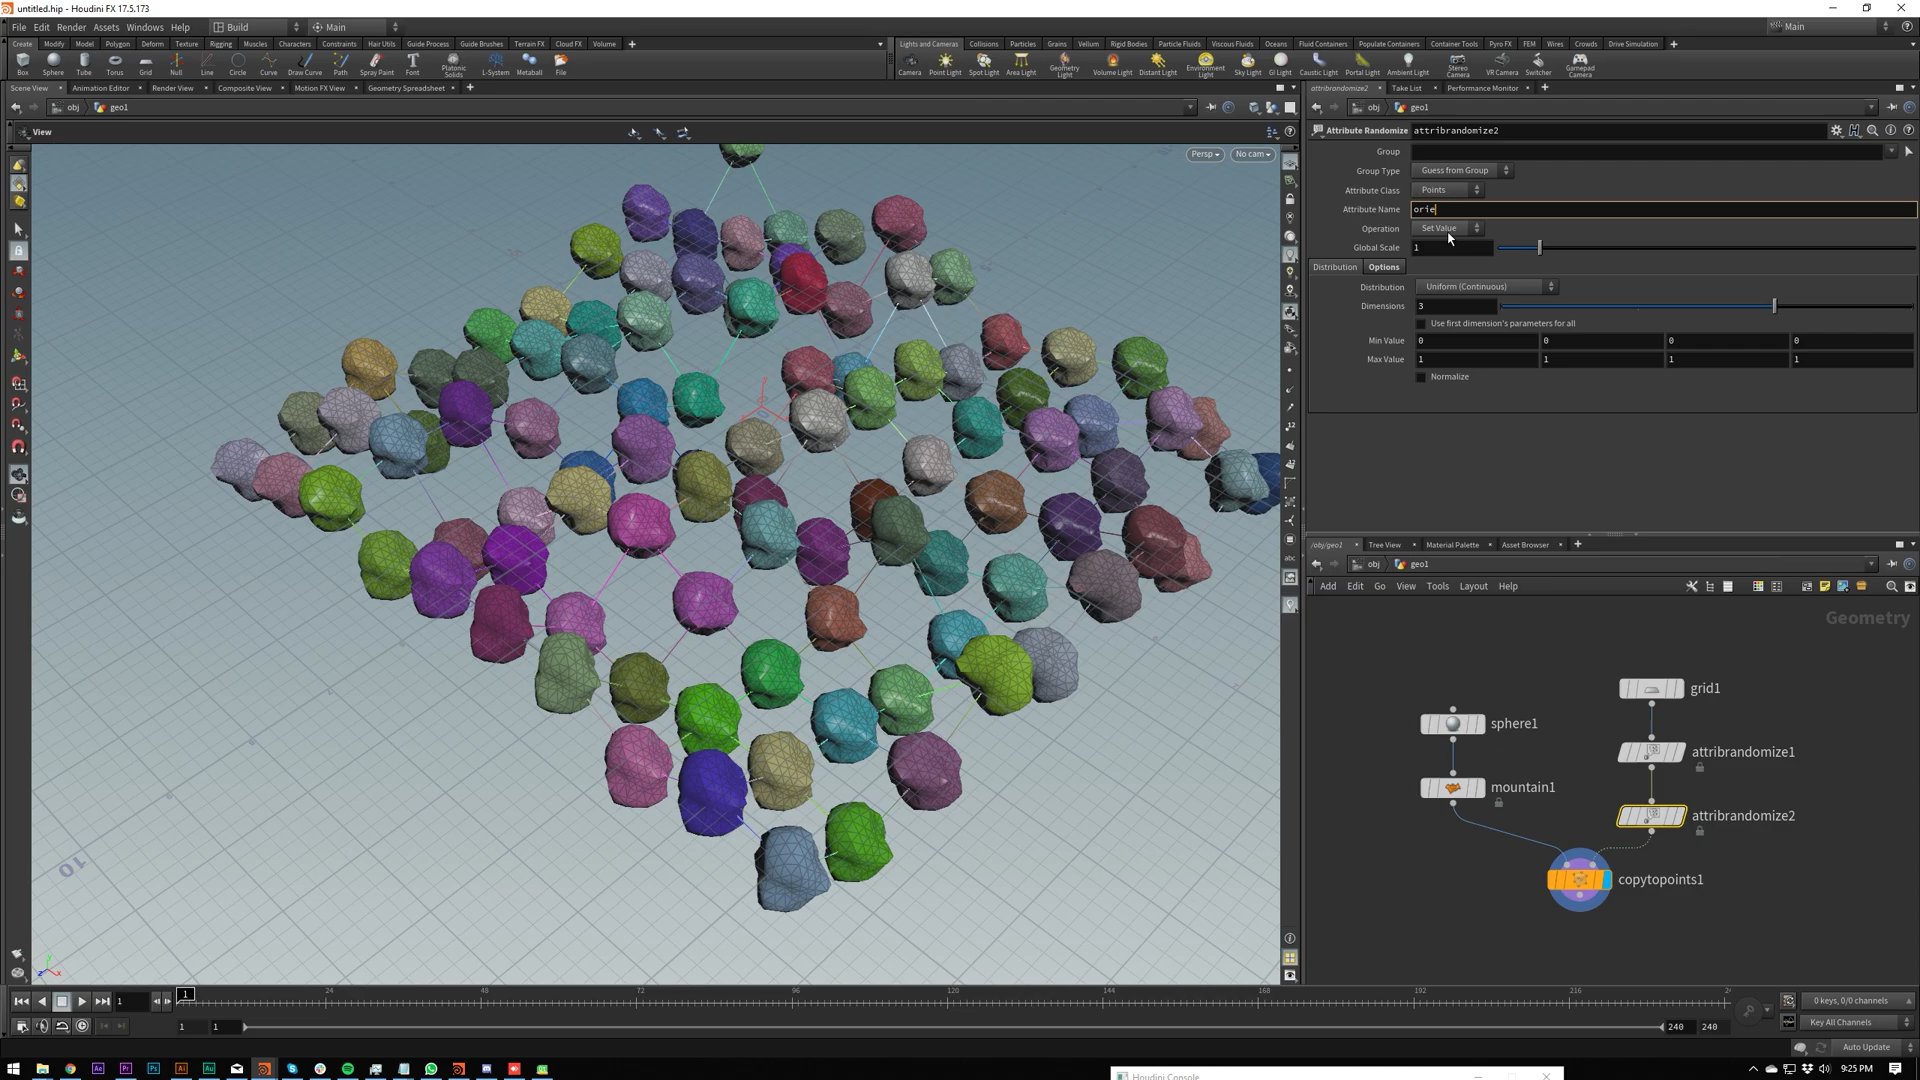 untitled.hip - Houdini FX 17.5.173
File Edit Render Assets Windows Help Build Main Main
Create Modify Model Polygon Deform Texture Rigging Muscles Characters Constraints Hair Utils Guide Process Guide Brushes Terrain FX Cloud FX Volume
Lights and Cameras Collisions Particles Grains Vellum Rigid Bodies Particle Fluids Viscous Fluids Oceans Fluid Containers Populate Containers Container Tools Pyro FX FEM Wires Crowds Drive Simulation
Box Sphere Tube Torus Grid Null Line Circle Curve Draw Curve Path Spray Paint Font Platonic Solids L-System Metaball File
Camera Point Light Spot Light Area Light Geometry Light Volume Light Distant Light Environment Light Sky Light GI Light Caustic Light Portal Light Ambient Light Stereo Camera VR Camera Switcher Gamepad Camera
Scene View Animation Editor Render View Composite View Motion FX View Geometry Spreadsheet
obj geo1
View
Persp No cam
attribrandomize2 Take List Performance Monitor
obj geo1
Attribute Randomize attribrandomize2
Group
Group Type Guess from Group
Attribute Class Points
Attribute Name orie
Operation Set Value
Global Scale 1
Distribution Options
Distribution Uniform (Continuous)
Dimensions 3
Use first dimension's parameters for all
Min Value 0 0 0 0
Max Value 1 1 1 1
Normalize
/obj/geo1 Tree View Material Palette Asset Browser
obj geo1
Add Edit Go View Tools Layout Help
Geometry
grid1
sphere1
attribrandomize1
mountain1
attribrandomize2
copytopoints1
10
1 1 24 48 72 96 120 144 168 192 216
0 keys, 0/0 channels
1 1 240 240
Key All Channels
Auto Update
Houdini Console
9:25 PM